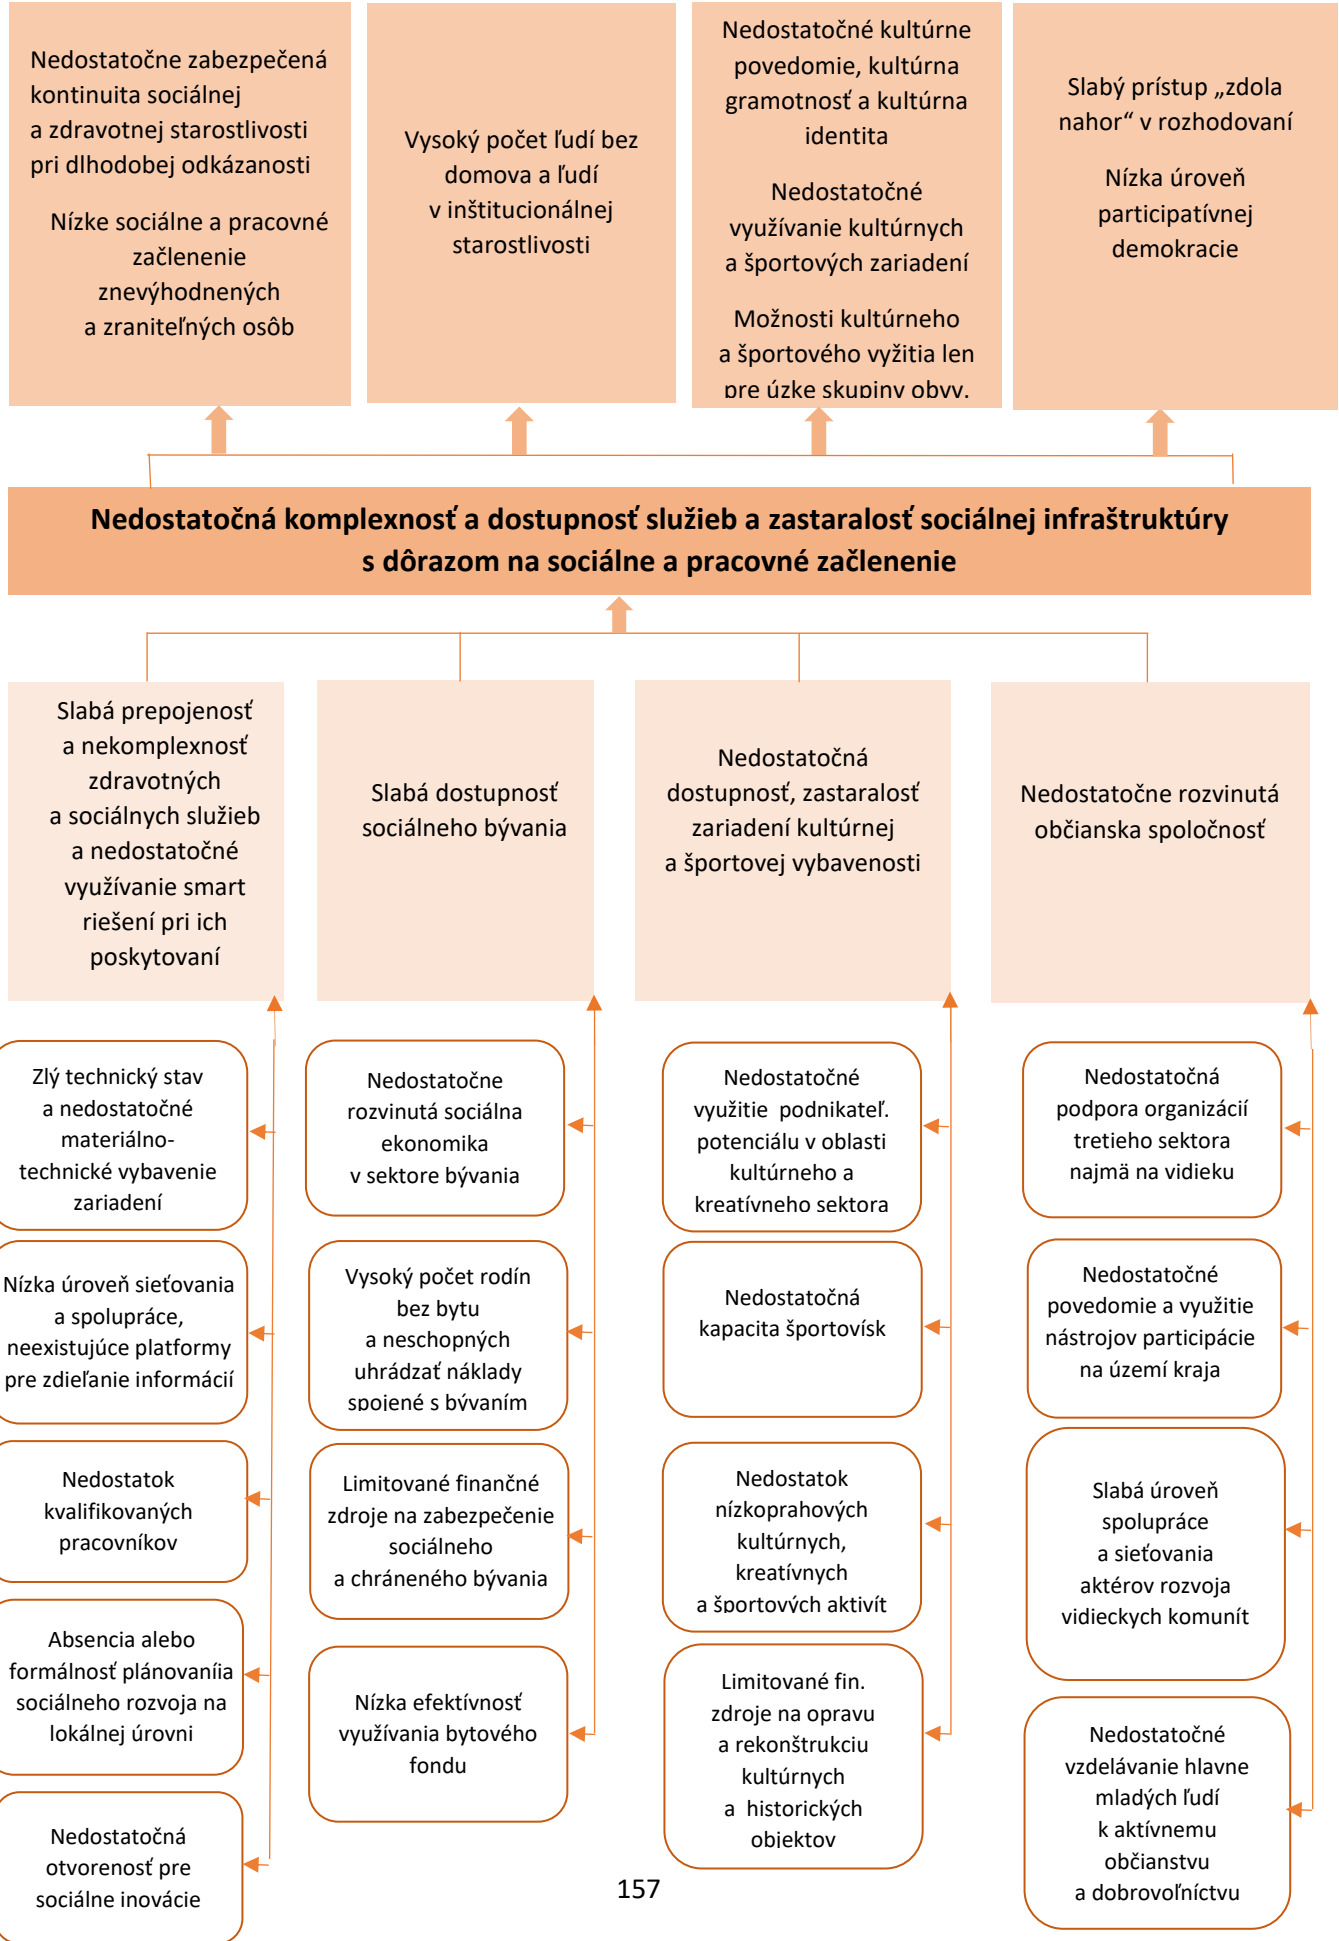 Nedostatočne zabezpečená
kontinuita sociálnej
a zdravotnej starostlivosti
pri dlhodobej odkázanosti
Nízke sociálne a pracovné
začlenenie
znevýhodnených
a zraniteľných osôb
Vysoký počet ľudí bez
domova a ľudí
v inštitucionálnej
starostlivosti
Nedostatočné kultúrne
povedomie, kultúrna
gramotnosť a kultúrna
identita
Nedostatočné
využívanie kultúrnych
a športových zariadení
Možnosti kultúrneho
a športového vyžitia len
pre úzke skupiny obyv.
Slabý prístup „zdola
nahor“ v rozhodovaní
Nízka úroveň
participatívnej
demokracie
Nedostatočná komplexnosť a dostupnosť služieb a zastaralosť sociálnej infraštruktúry
s dôrazom na sociálne a pracovné začlenenie
Slabá prepojenosť
a nekomplexnosť
zdravotných
a sociálnych služieb
a nedostatočné
využívanie smart
riešení pri ich
poskytovaní
Slabá dostupnosť
sociálneho bývania
Nedostatočná
dostupnosť, zastaralosť
zariadení kultúrnej
a športovej vybavenosti
Nedostatočne rozvinutá
občianska spoločnosť
Zlý technický stav
a nedostatočné
materiálno-
technické vybavenie
zariadení
Nízka úroveň sieťovania
a spolupráce,
neexistujúce platformy
pre zdieľanie informácií
Nedostatok
kvalifikovaných
pracovníkov
Absencia alebo
formálnosť plánovaníia
sociálneho rozvoja na
lokálnej úrovni
Nedostatočná
otvorenosť pre
sociálne inovácie
Nedostatočne
rozvinutá sociálna
ekonomika
v sektore bývania
Vysoký počet rodín
bez bytu
a neschopných
uhrádzať náklady
spojené s bývaním
Limitované finančné
zdroje na zabezpečenie
sociálneho
a chráneného bývania
Nízka efektívnosť
využívania bytového
fondu
Nedostatočné
využitie podnikateľ.
potenciálu v oblasti
kultúrneho a
kreatívneho sektora
Nedostatočná
kapacita športovísk
Nedostatok
nízkoprahových
kultúrnych,
kreatívnych
a športových aktivít
Limitované fin.
zdroje na opravu
a rekonštrukciu
kultúrnych
a historických
objektov
Nedostatočná
podpora organizácií
tretieho sektora
najmä na vidieku
Nedostatočné
povedomie a využitie
nástrojov participácie
na území kraja
Slabá úroveň
spolupráce
a sieťovania
aktérov rozvoja
vidieckych komunít
Nedostatočné
vzdelávanie hlavne
mladých ľudí
k aktívnemu
občianstvu
a dobrovoľníctvu
157